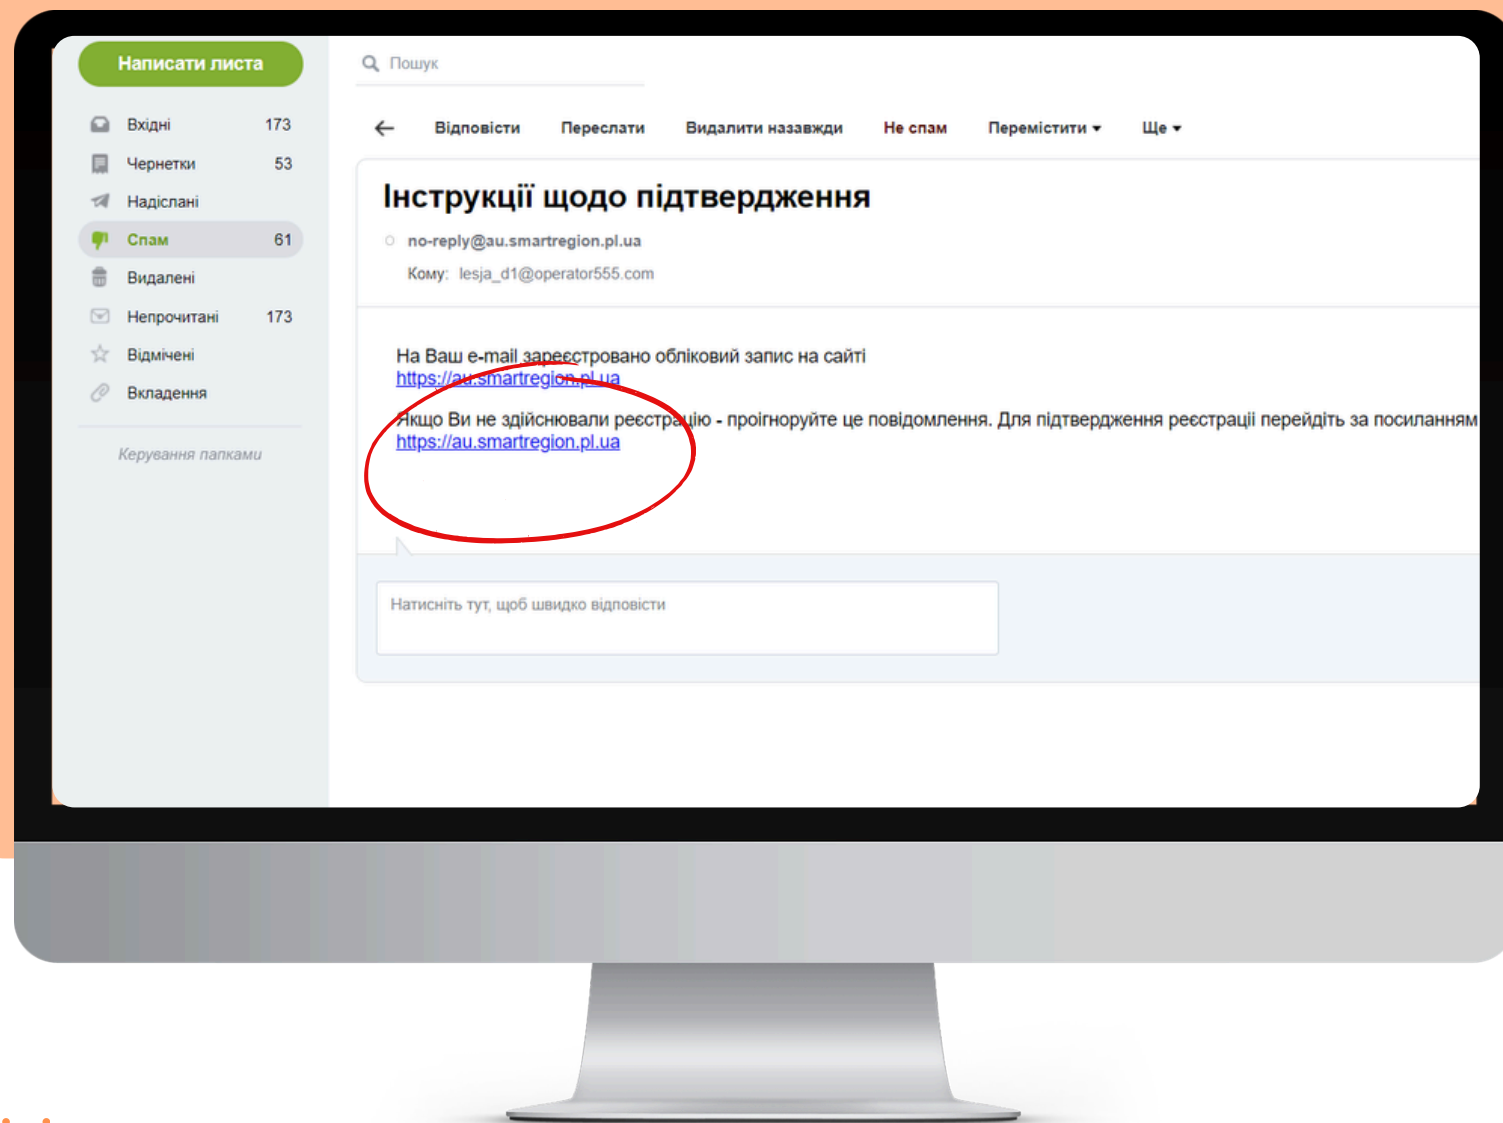 Написати листа
Пошук
Вхідні 173
Чернетки 53
Надіслані
Спам 61
Видалені
Непрочитані 173
Відмічені
Вкладення
Керування папками
Відповісти Переслати Видалити назавжди Не спам Перемістити Ще
Інструкції щодо підтвердження
no-reply@au.smartregion.pl.ua
Кому: lesja_d1@operator555.com
На Ваш e-mail зареєстровано обліковий запис на сайті
https://au.smartregion.pl.ua
Якщо Ви не здійснювали реєстрацію - проігноруйте це повідомлення. Для підтвердження реєстрації перейдіть за посиланням
https://au.smartregion.pl.ua
Натисніть тут, щоб швидко відповісти